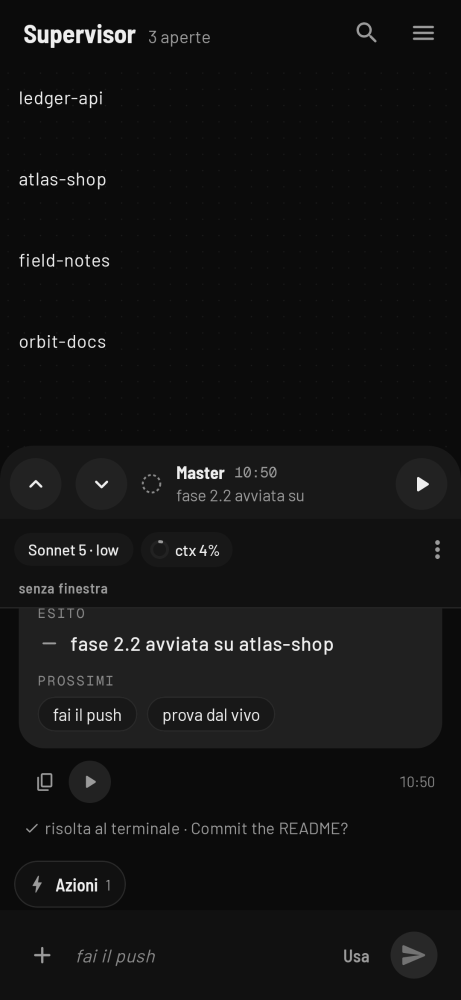 Supervisor 3 aperte
ledger-api
atlas-shop
field-notes
orbit-docs
Master 10:50
fase 2.2 avviata su
Sonnet 5 · low ctx 4%
senza finestra
ESITO
— fase 2.2 avviata su atlas-shop
PROSSIMI
fai il push prova dal vivo
10:50
risolta al terminale · Commit the README?
Azioni 1
fai il push Usa